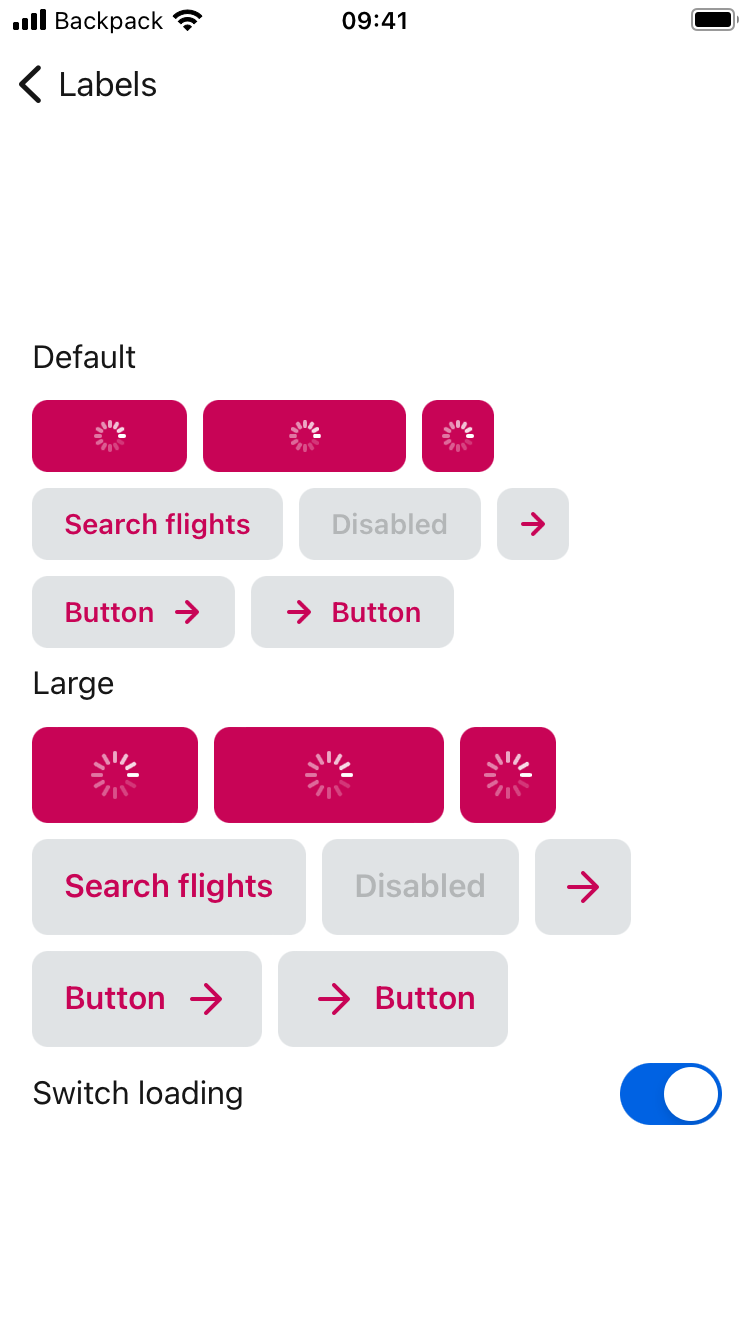 Backpack 09:41
Labels
Default
Search flights Disabled
Button Button
Large
Search flights Disabled
Button Button
Switch loading